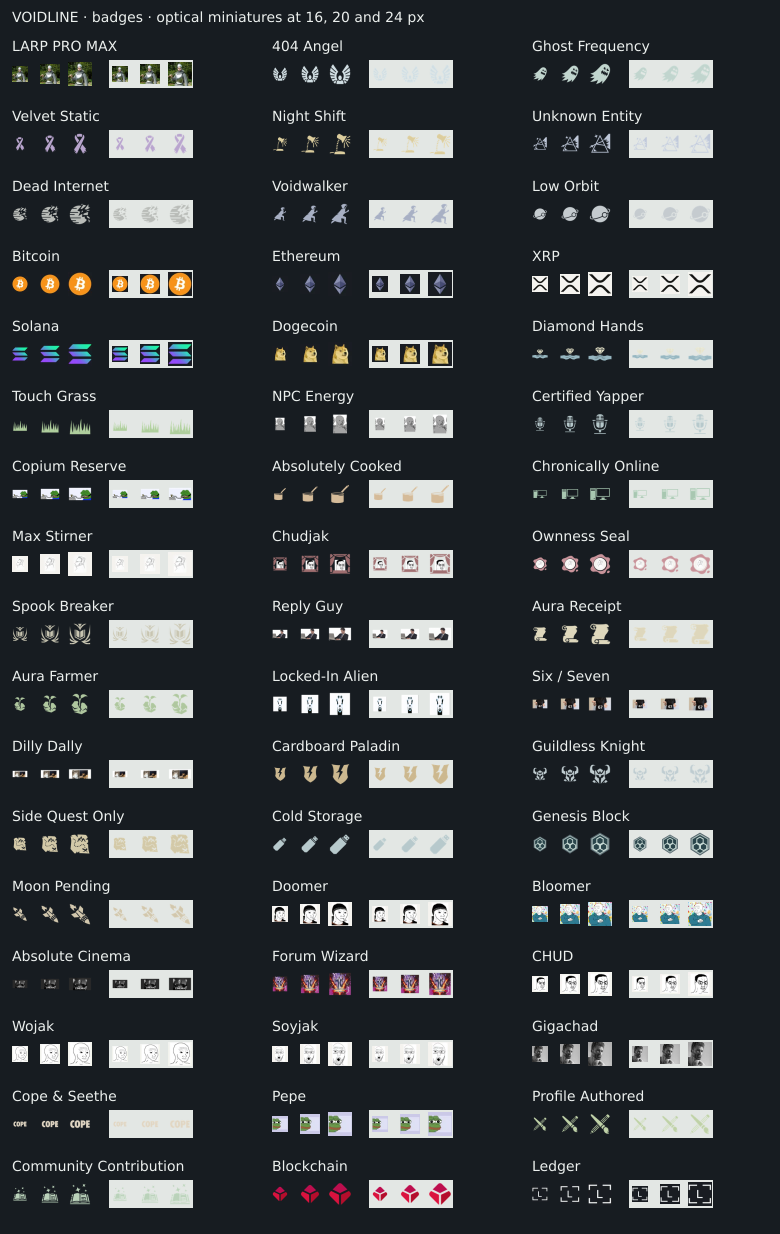 VOIDLINE · badges · optical miniatures at 16, 20 and 24 px
LARP PRO MAX
404 Angel
Ghost Frequency
Velvet Static
Night Shift
Unknown Entity
Dead Internet
Voidwalker
Low Orbit
Bitcoin
Ethereum
XRP
Solana
Dogecoin
Diamond Hands
Touch Grass
NPC Energy
Certified Yapper
Copium Reserve
Absolutely Cooked
Chronically Online
Max Stirner
Chudjak
Ownness Seal
Spook Breaker
Reply Guy
Aura Receipt
Aura Farmer
Locked-In Alien
Six / Seven
Dilly Dally
Cardboard Paladin
Guildless Knight
Side Quest Only
Cold Storage
Genesis Block
Moon Pending
Doomer
Bloomer
Absolute Cinema
Forum Wizard
CHUD
Wojak
Soyjak
Gigachad
Cope & Seethe
Pepe
Profile Authored
COPE COPE COPE
Community Contribution
Blockchain
Ledger
L L L L L L